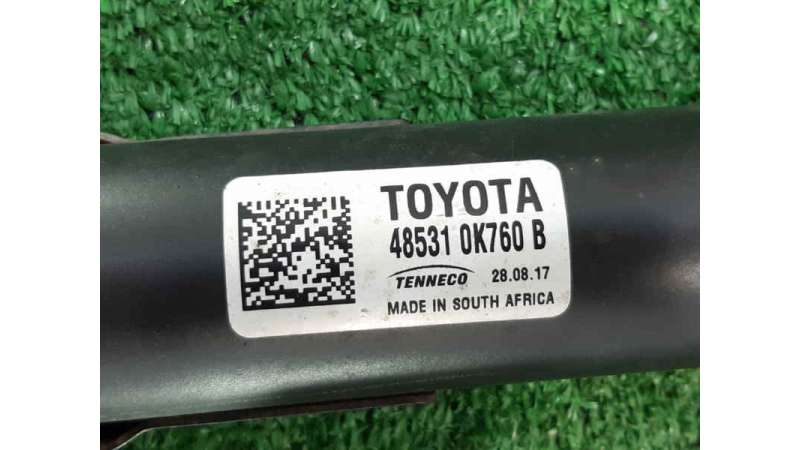 TOYOTA
48531 0K760 B
TENNECO 28.08.17
MADE IN SOUTH AFRICA